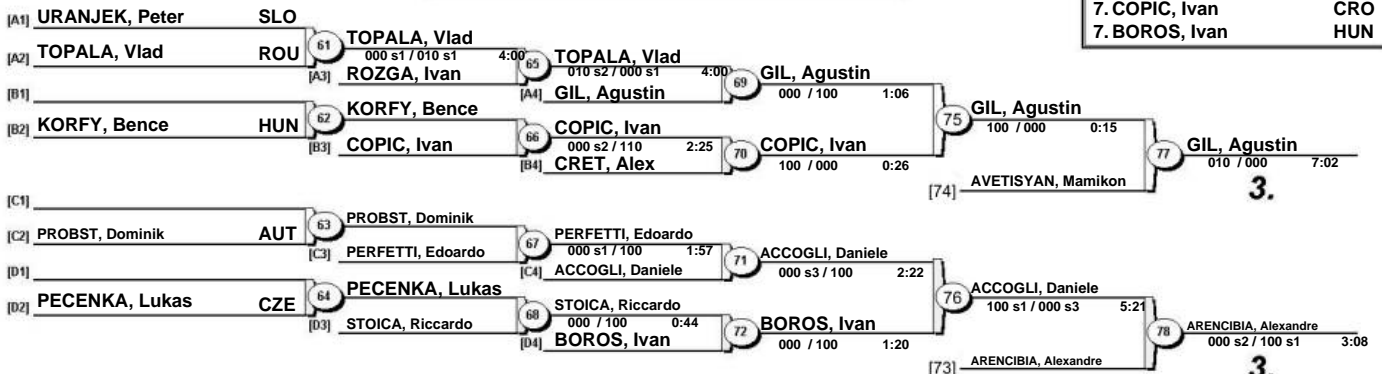 7. COPIC, Ivan CRO
7. BOROS, Ivan HUN
[A1] URANJEK, Peter SLO
[A2] TOPALA, Vlad ROU
61
TOPALA, Vlad
000 s1 / 010 s1 4:00
[A3] ROZGA, Ivan
65
TOPALA, Vlad
010 s2 / 000 s1 4:00
[A4] GIL, Agustin
69
GIL, Agustin
000 / 100 1:06
[B1]
[B2] KORFY, Bence HUN
62
KORFY, Bence
[B3] COPIC, Ivan
66
COPIC, Ivan
000 s2 / 110 2:25
[B4] CRET, Alex
70
COPIC, Ivan
100 / 000 0:26
75
GIL, Agustin
100 / 000 0:15
[74] AVETISYAN, Mamikon
77
GIL, Agustin
010 / 000 7:02
3.
[C1]
[C2] PROBST, Dominik AUT
63
PROBST, Dominik
[C3] PERFETTI, Edoardo
67
PERFETTI, Edoardo
000 s1 / 100 1:57
[C4] ACCOGLI, Daniele
71
ACCOGLI, Daniele
000 s3 / 100 2:22
[D1]
[D2] PECENKA, Lukas CZE
64
PECENKA, Lukas
[D3] STOICA, Riccardo
68
STOICA, Riccardo
000 / 100 0:44
[D4] BOROS, Ivan
72
BOROS, Ivan
000 / 100 1:20
76
ACCOGLI, Daniele
100 s1 / 000 s3 5:21
[73] ARENCIBIA, Alexandre
78
ARENCIBIA, Alexandre
000 s2 / 100 s1 3:08
3.